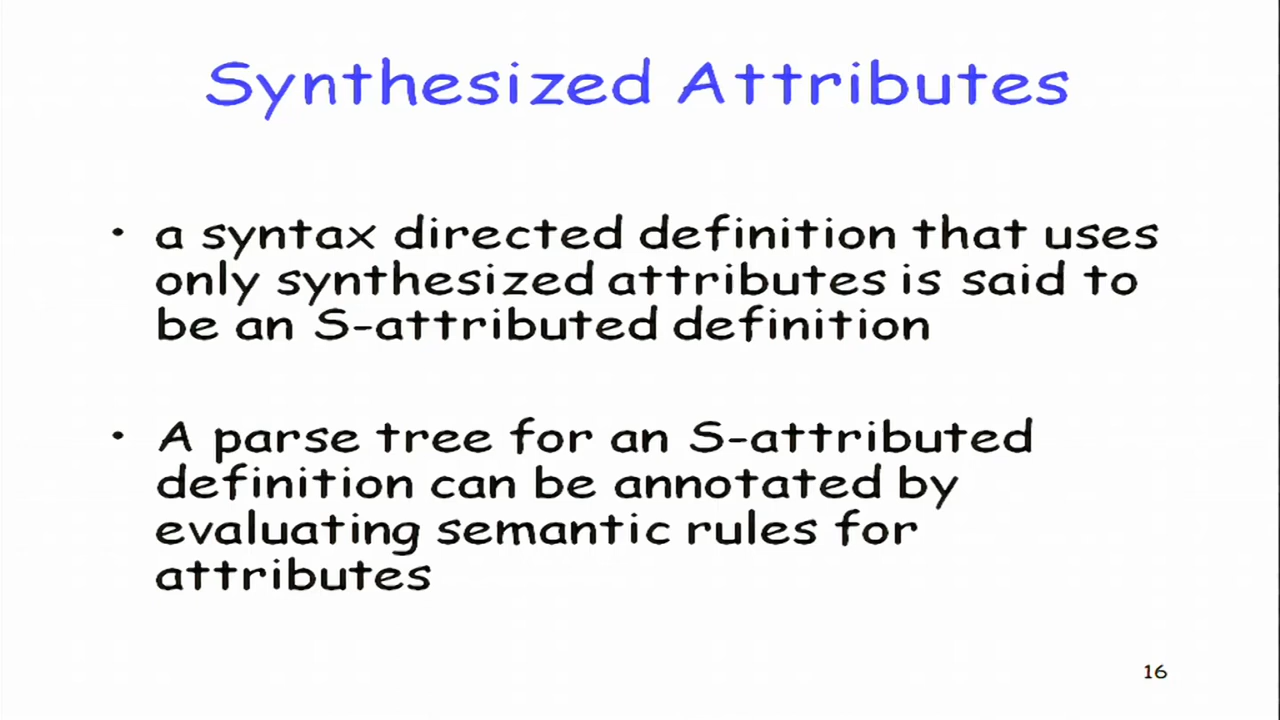 Synthesized Attributes
• a syntax directed definition that uses
only synthesized attributes is said to
be an S-attributed definition
• A parse tree for an S-attributed
definition can be annotated by
evaluating semantic rules for
attributes
16